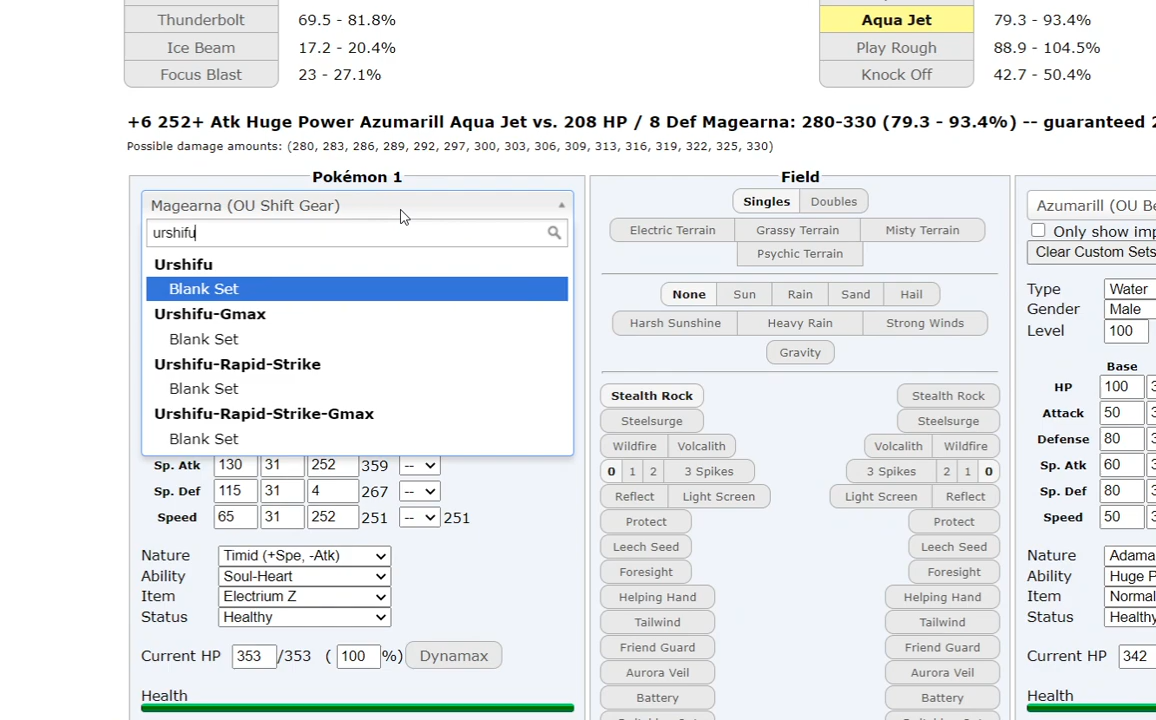 Thunderbolt 69.5 - 81.8%
Ice Beam 17.2 - 20.4%
Focus Blast 23 - 27.1%
Aqua Jet 79.3 - 93.4%
Play Rough 88.9 - 104.5%
Knock Off 42.7 - 50.4%
+6 252+ Atk Huge Power Azumarill Aqua Jet vs. 208 HP / 8 Def Magearna: 280-330 (79.3 - 93.4%) -- guaranteed 2
Possible damage amounts: (280, 283, 286, 289, 292, 297, 300, 303, 306, 309, 313, 316, 319, 322, 325, 330)
Pokémon 1
Magearna (OU Shift Gear)
urshifu
Urshifu
Blank Set
Urshifu-Gmax
Blank Set
Urshifu-Rapid-Strike
Blank Set
Urshifu-Rapid-Strike-Gmax
Blank Set
Sp. Atk 130 31 252 359 --
Sp. Def 115 31 4 267 --
Speed 65 31 252 251 -- 251
Nature Timid (+Spe, -Atk)
Ability Soul-Heart
Item Electrium Z
Status Healthy
Current HP 353 /353 ( 100 %) Dynamax
Health
Field
Singles Doubles
Electric Terrain Grassy Terrain Misty Terrain
Psychic Terrain
None Sun Rain Sand Hail
Harsh Sunshine Heavy Rain Strong Winds
Gravity
Stealth Rock Stealth Rock
Steelsurge Steelsurge
Wildfire Volcalith Volcalith Wildfire
0 1 2 3 Spikes 3 Spikes 2 1 0
Reflect Light Screen Light Screen Reflect
Protect Protect
Leech Seed Leech Seed
Foresight Foresight
Helping Hand Helping Hand
Tailwind Tailwind
Friend Guard Friend Guard
Aurora Veil Aurora Veil
Battery Battery
Azumarill (OU Be
Only show imp
Clear Custom Sets
Type Water
Gender Male
Level 100
Base
HP 100 3
Attack 50 3
Defense 80 3
Sp. Atk 60 3
Sp. Def 80 3
Speed 50 3
Nature Adama
Ability Huge P
Item Normal
Status Healthy
Current HP 342
Health